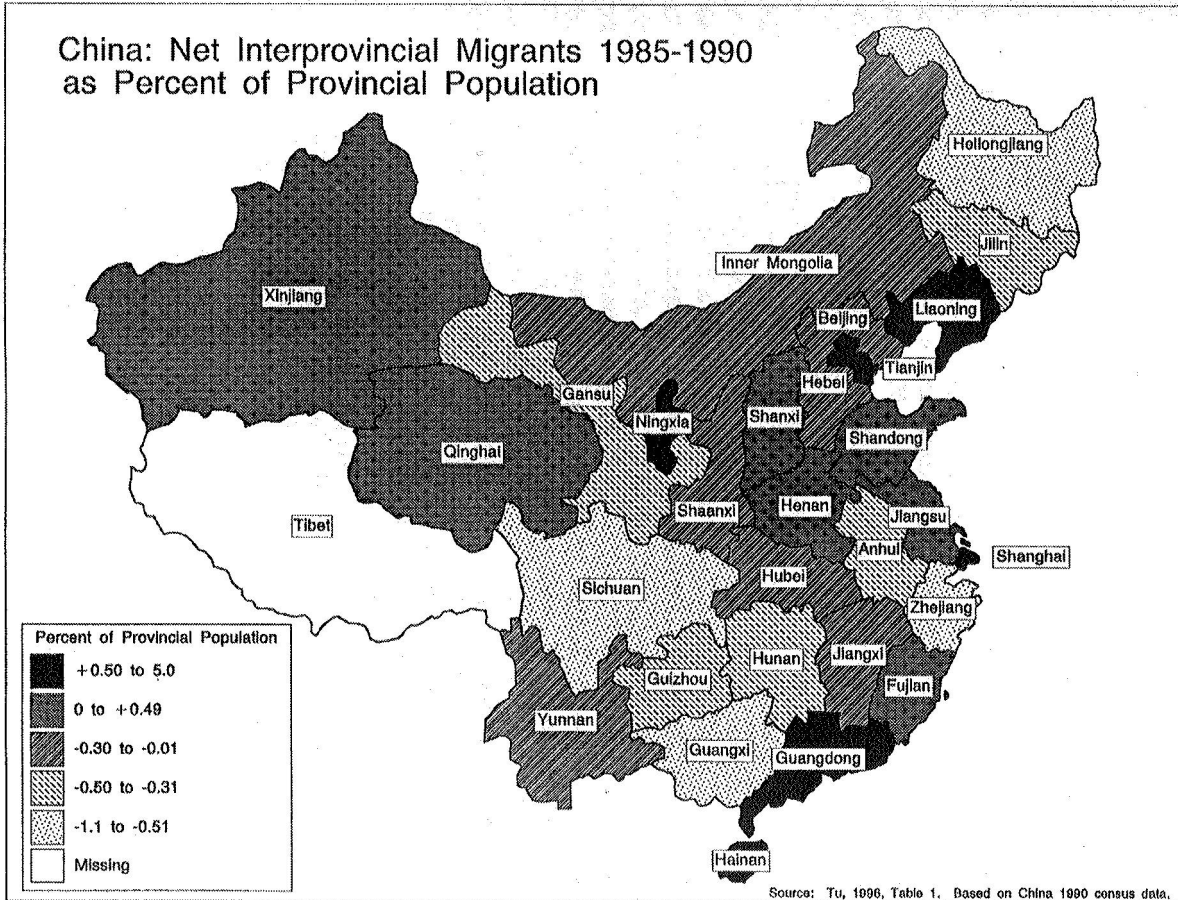 China: Net Interprovincial Migrants 1985-1990
as Percent of Provincial Population
Heilongjiang
Jilin
Inner Mongolia
Xinjiang
Liaoning
Beijing
Tianjin
Hebei
Gansu
Ningxia
Shanxi
Shandong
Qinghai
Shaanxi
Henan
Jiangsu
Tibet
Anhui
Shanghai
Hubei
Sichuan
Zhejiang
Hunan
Jiangxi
Guizhou
Fujian
Yunnan
Guangxi
Guangdong
Hainan
Percent of Provincial Population
+0.50 to 5.0
0 to +0.49
-0.30 to -0.01
-0.50 to -0.31
-1.1 to -0.51
Missing
Source: Tu, 1996, Table 1. Based on China 1990 census data.